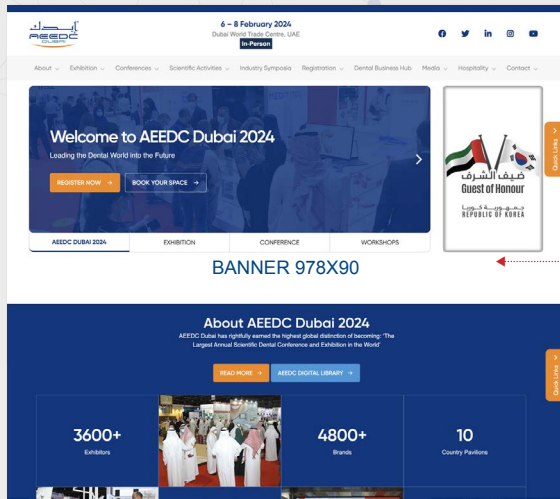 إيـــدك
AEEDC
DUBAI
6 – 8 February 2024
Dubai World Trade Centre, UAE
In-Person
About
Exhibition
Conferences
Scientific Activities
Industry Symposia
Registration
Dental Business Hub
Media
Hospitality
Contact
Welcome to AEEDC Dubai 2024
Leading the Dental World into the Future
REGISTER NOW →
BOOK YOUR SPACE →
AEEDC DUBAI 2024
EXHIBITION
CONFERENCE
WORKSHOPS
ضيف الشرف
Guest of Honour
جمهورية كوريا
REPUBLIC OF KOREA
Quick Links
BANNER 978X90
About AEEDC Dubai 2024
AEEDC Dubai has rightfully earned the highest global distinction of becoming: 'The
Largest Annual Scientific Dental Conference and Exhibition in the World'
READ MORE →
AEEDC DIGITAL LIBRARY →
Quick Links
3600+
Exhibitors
4800+
Brands
10
Country Pavilions